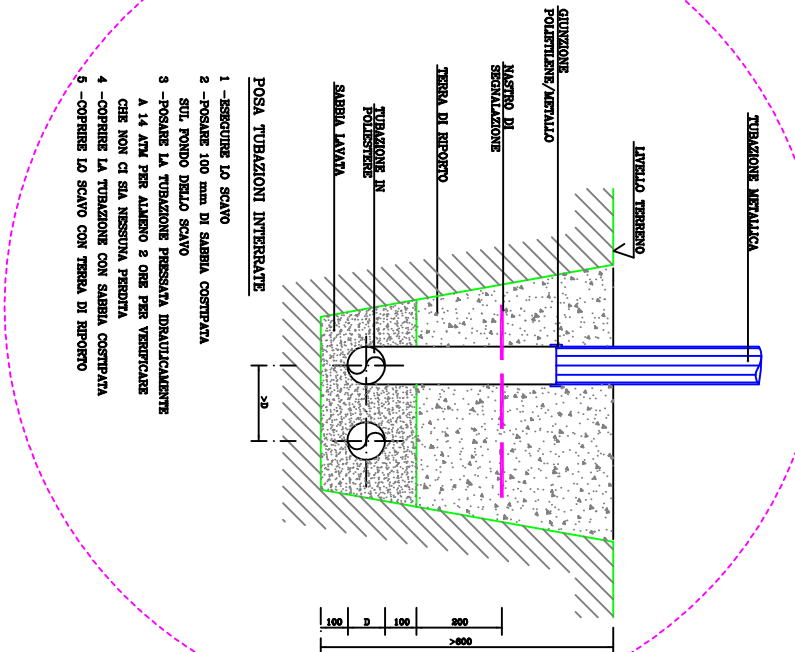 TUBAZIONE METALLICA
LIVELLO TERRENO
GIUNZIONE
POLIETILENE/METALLO
NASTRO DI
SEGNALAZIONE
TERRA DI RIPORTO
TUBAZIONE IN
POLIESTERE
SABBIA LAVATA
>D
100
D
100
200
>600
POSA TUBAZIONI INTERRATE
1 -ESEGUIRE LO SCAVO
2 -POSARE 100 mm DI SABBIA COSTIPATA
SUL FONDO DELLO SCAVO
3 -POSARE LA TUBAZIONE PRESSATA IDRAULICAMENTE
A 14 ATM PER ALMENO 2 ORE PER VERIFICARE
CHE NON CI SIA NESSUNA PERDITA
4 -COPRIRE LA TUBAZIONE CON SABBIA COSTIPATA
5 -COPRIRE LO SCAVO CON TERRA DI RIPORTO